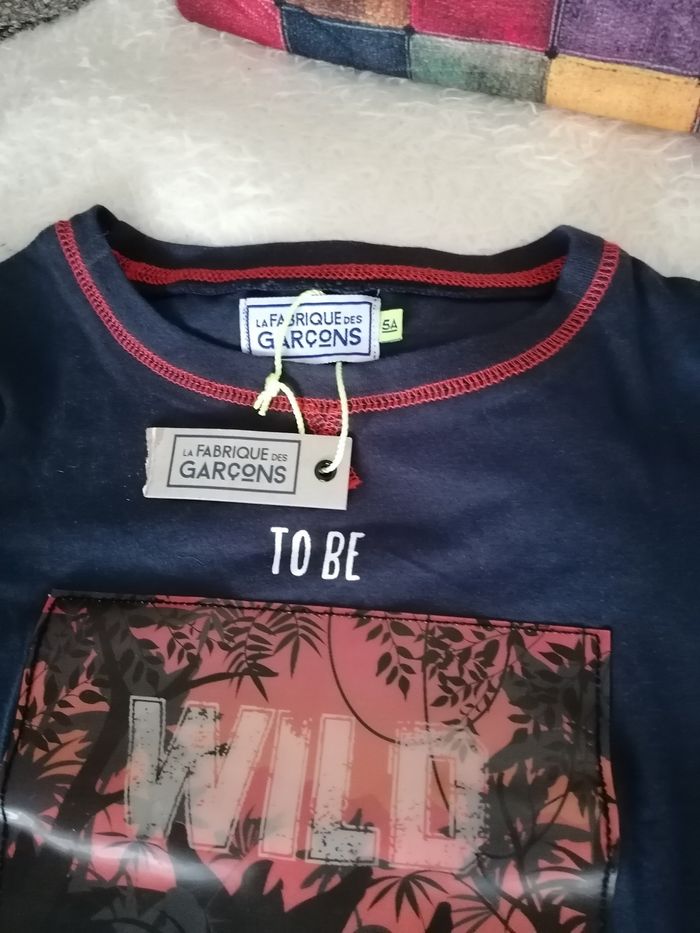 LA FABRIQUE DES
GARÇONS
5A
LA FABRIQUE DES
GARÇONS
TO BE
WILD